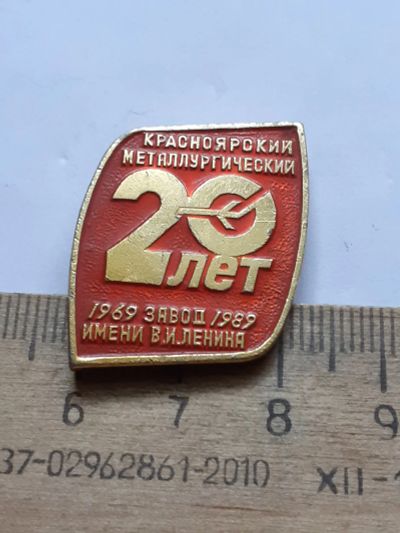 КРАСНОЯРСКИЙ
МЕТАЛЛУРГИЧЕСКИЙ
20
лет
1969 ЗАВОД 1989
ИМЕНИ В.И.ЛЕНИНА
6 7 8 9
37-02962861-2010 XII-1